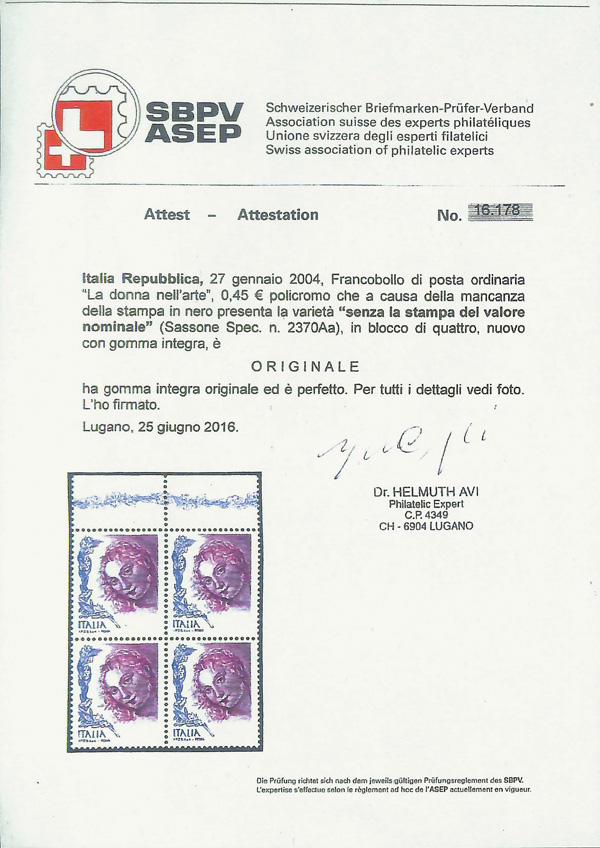 SBPV
ASEP
Schweizerischer Briefmarken-Prüfer-Verband
Association suisse des experts philatéliques
Unione svizzera degli esperti filatelici
Swiss association of philatelic experts
Attest – Attestation No. 16.178
Italia Repubblica, 27 gennaio 2004, Francobollo di posta ordinaria
"La donna nell'arte", 0,45 € policromo che a causa della mancanza
della stampa in nero presenta la varietà "senza la stampa del valore
nominale" (Sassone Spec. n. 2370Aa), in blocco di quattro, nuovo
con gomma integra, è
ORIGINALE
ha gomma integra originale ed è perfetto. Per tutti i dettagli vedi foto.
L'ho firmato.
Lugano, 25 giugno 2016.
Dr. HELMUTH AVI
Philatelic Expert
C.P. 4349
CH - 6904 LUGANO
ITALIA ITALIA
I.P.Z.S. S.p.A. - ROMA I.P.Z.S. S.p.A. - ROMA
ITALIA ITALIA
I.P.Z.S. S.p.A. - ROMA I.P.Z.S. S.p.A. - ROMA
Die Prüfung richtet sich nach dem jeweils gültigen Prüfungsreglement des SBPV.
L'expertise s'effectue selon le règlement ad hoc de l'ASEP actuellement en vigueur.